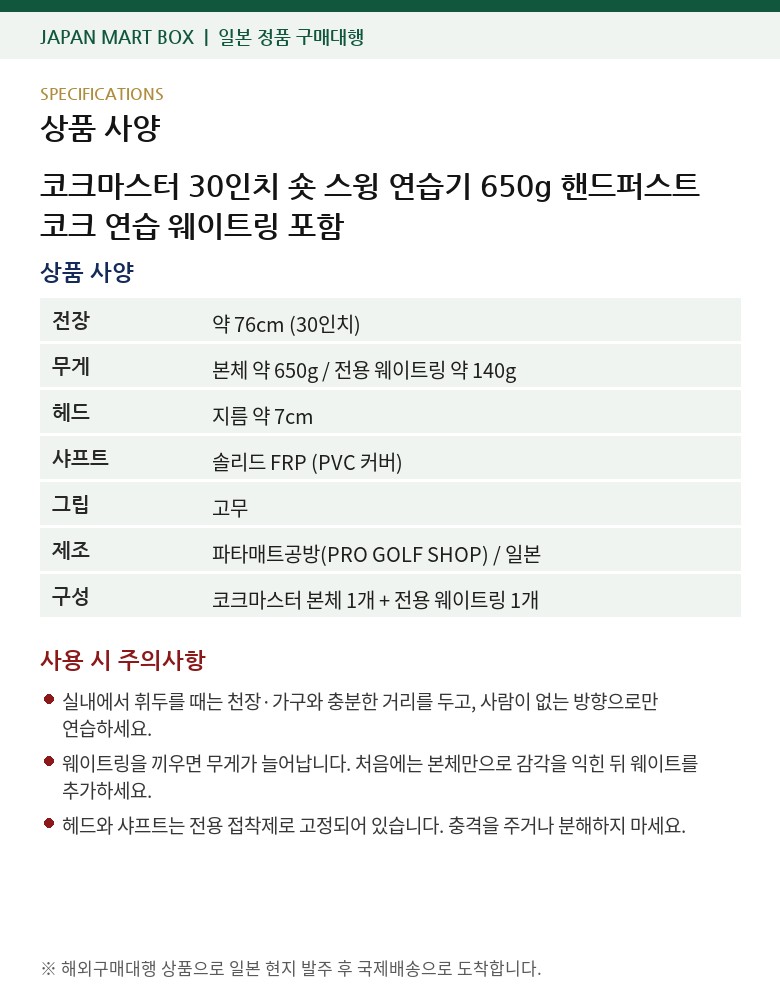 JAPAN MART BOX | 일본 정품 구매대행
SPECIFICATIONS
상품 사양
코크마스터 30인치 숏 스윙 연습기 650g 핸드퍼스트
코크 연습 웨이트링 포함
상품 사양
전장 약 76cm (30인치)
무게 본체 약 650g / 전용 웨이트링 약 140g
헤드 지름 약 7cm
샤프트 솔리드 FRP (PVC 커버)
그립 고무
제조 파타매트공방(PRO GOLF SHOP) / 일본
구성 코크마스터 본체 1개 + 전용 웨이트링 1개
사용 시 주의사항
● 실내에서 휘두를 때는 천장·가구와 충분한 거리를 두고, 사람이 없는 방향으로만
연습하세요.
● 웨이트링을 끼우면 무게가 늘어납니다. 처음에는 본체만으로 감각을 익힌 뒤 웨이트를
추가하세요.
● 헤드와 샤프트는 전용 접착제로 고정되어 있습니다. 충격을 주거나 분해하지 마세요.
※ 해외구매대행 상품으로 일본 현지 발주 후 국제배송으로 도착합니다.